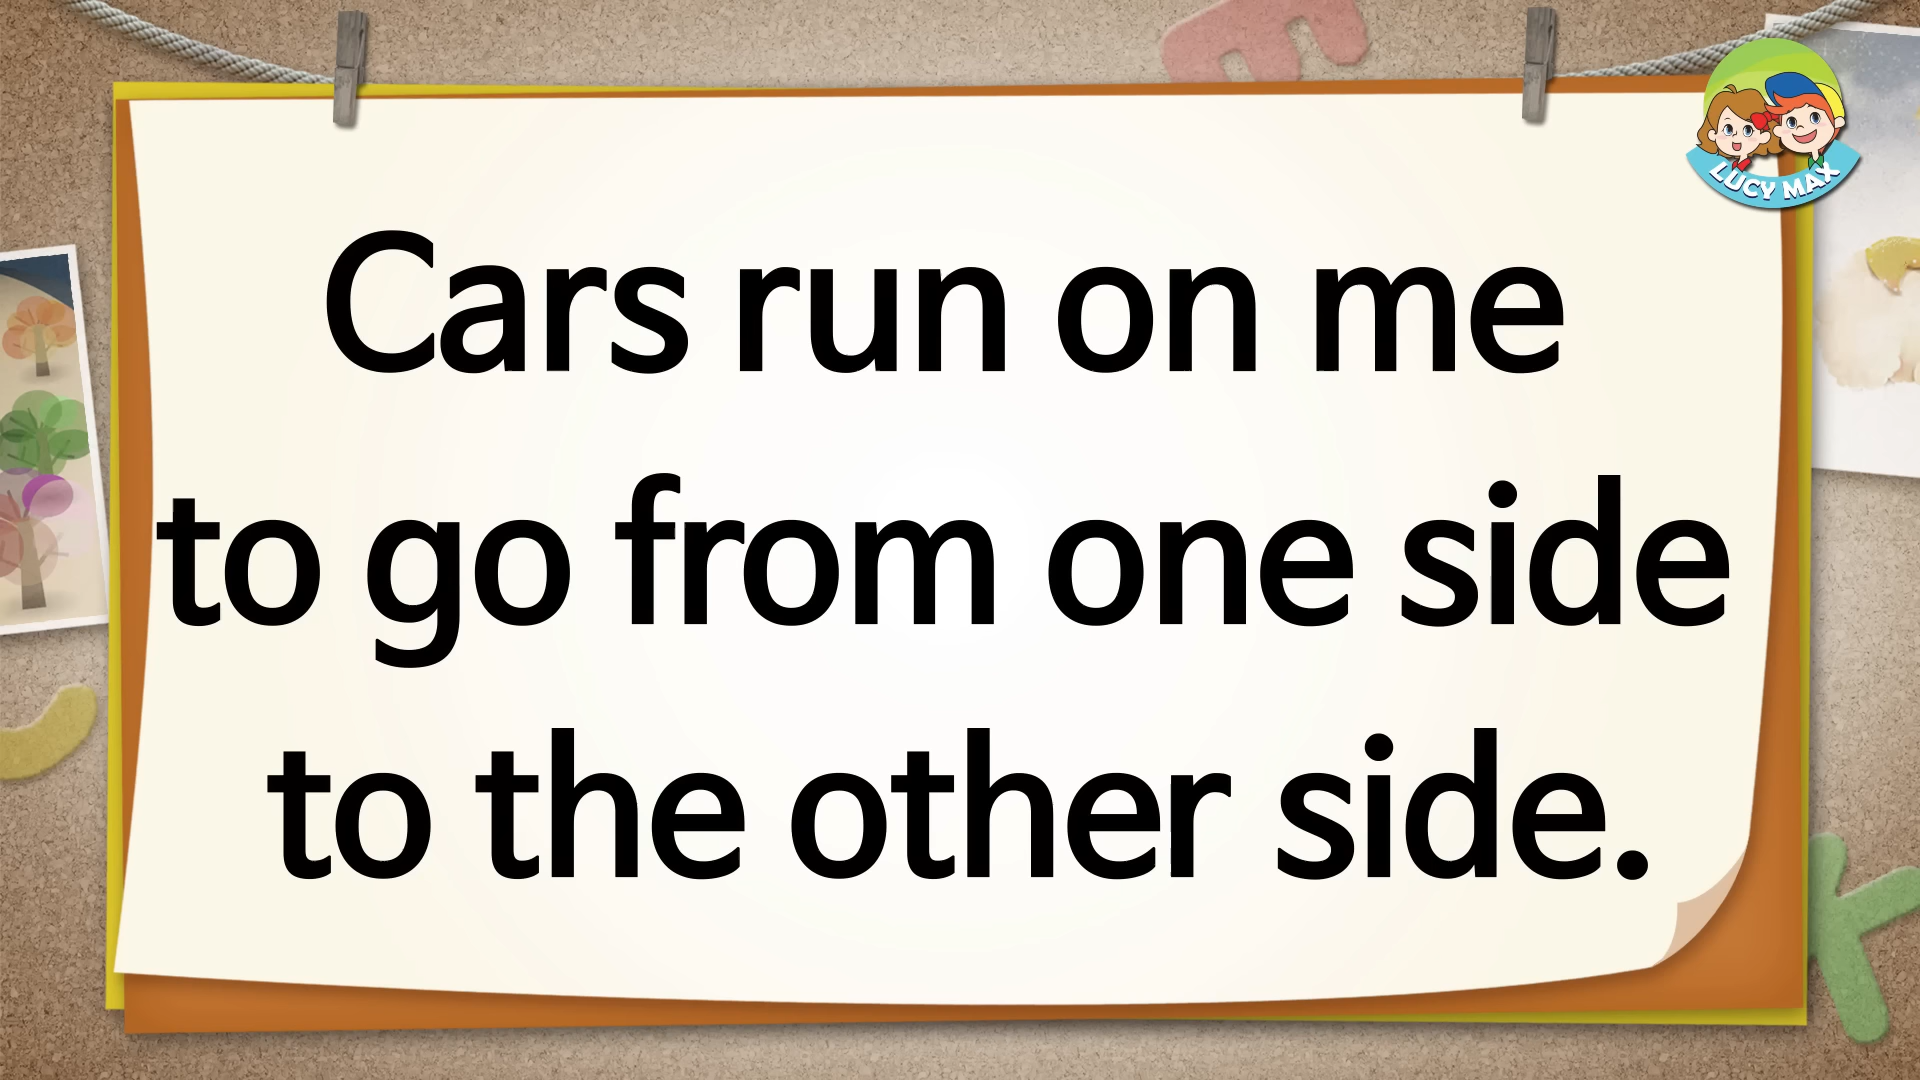 LUCY MAX
Cars run on me
to go from one side
to the other side.